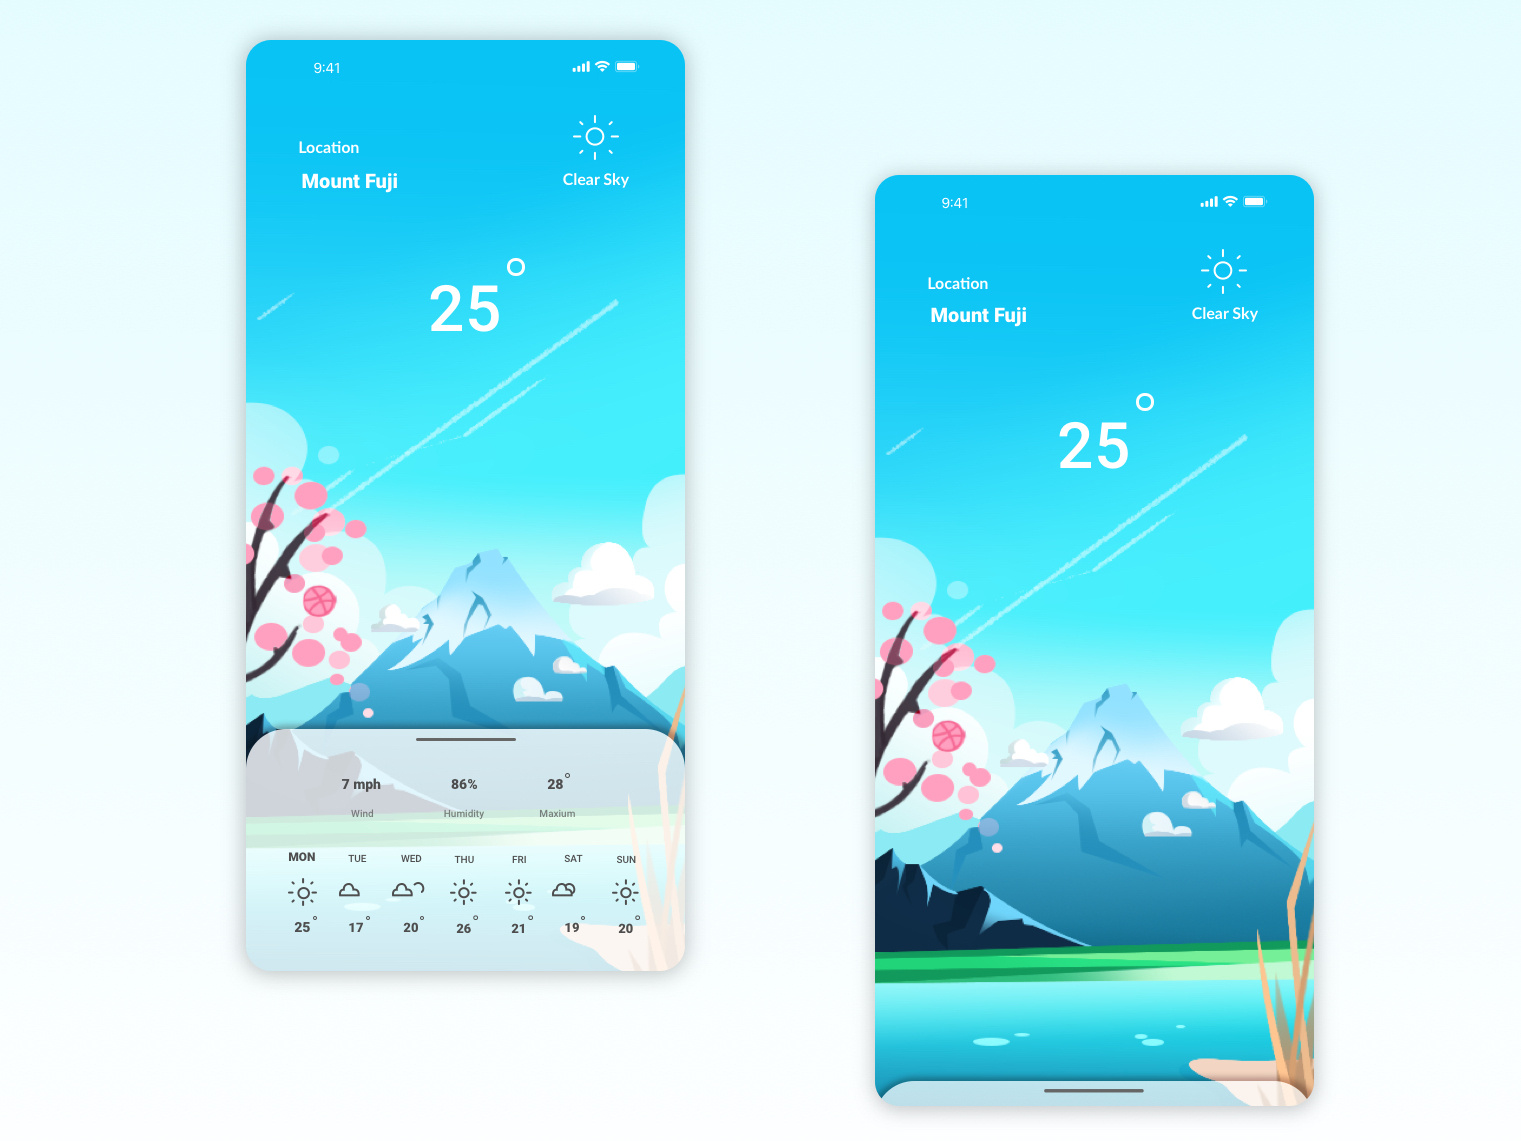 9:41
Location
Mount Fuji
Clear Sky
25°
7 mph 86% 28°
Wind Humidity Maxium
MON TUE WED THU FRI SAT SUN
25° 17° 20° 26° 21° 19° 20°
9:41
Location
Mount Fuji
Clear Sky
25°